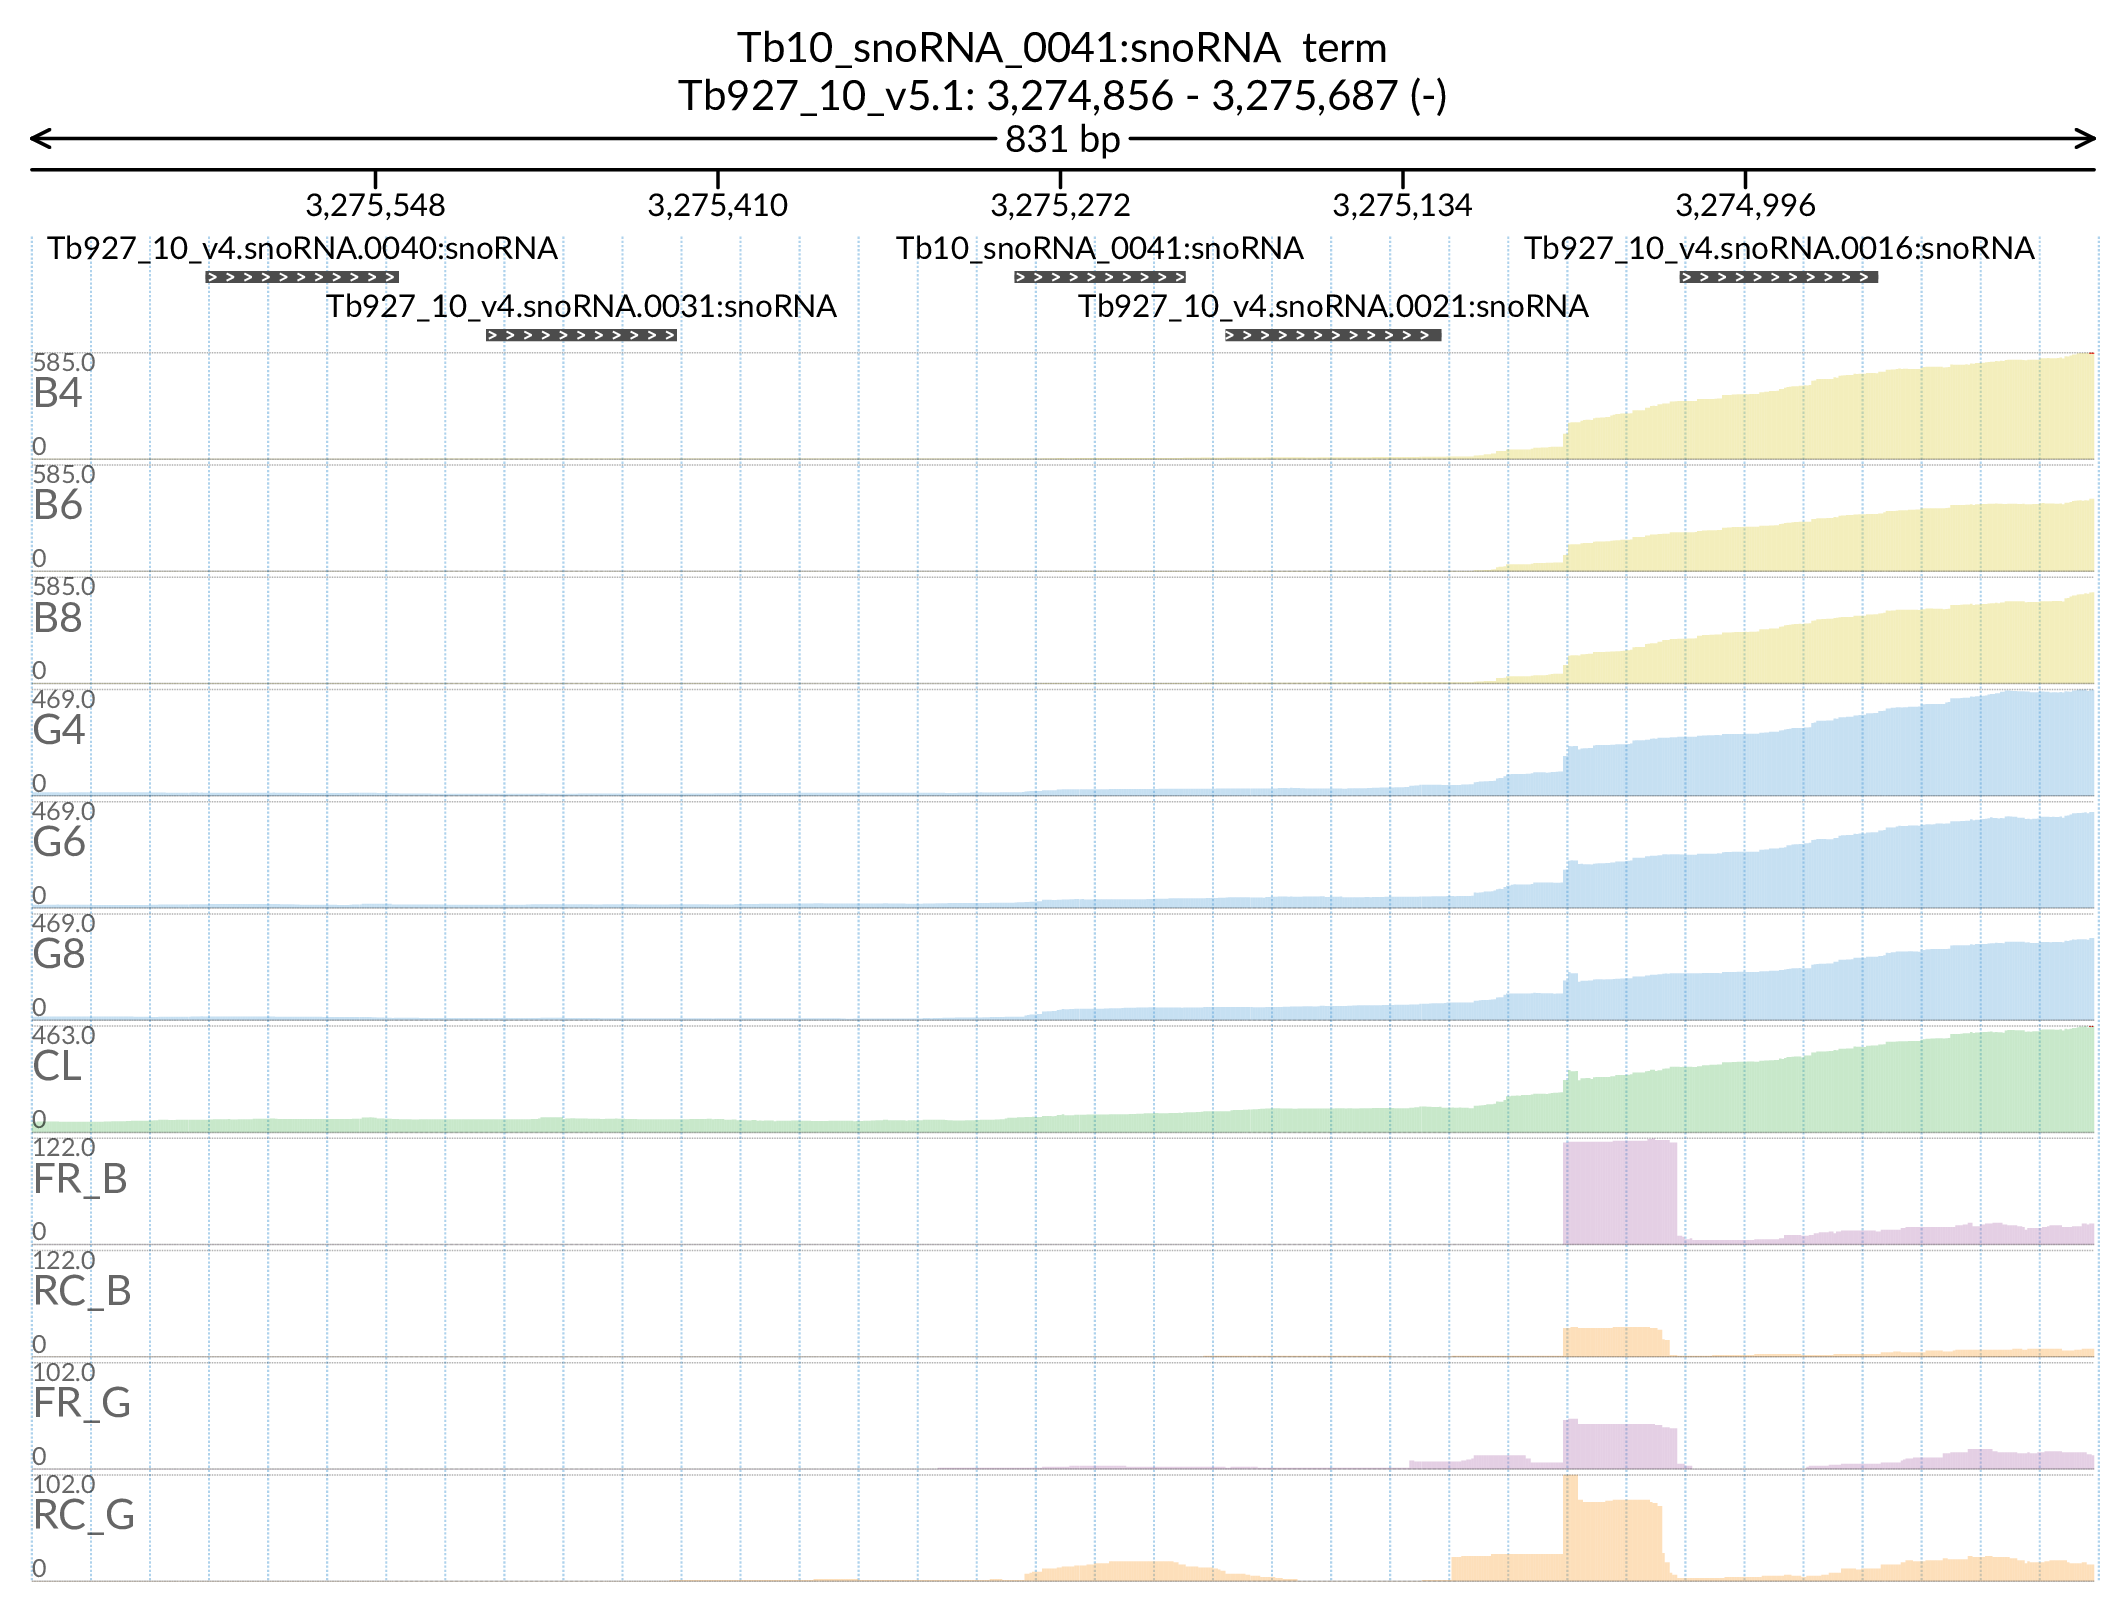 Tb10_snoRNA_0041:snoRNA  term
Tb927_10_v5.1: 3,274,856 - 3,275,687 (-)
831 bp
3,275,548 3,275,410 3,275,272 3,275,134 3,274,996
Tb927_10_v4.snoRNA.0040:snoRNA Tb10_snoRNA_0041:snoRNA Tb927_10_v4.snoRNA.0016:snoRNA
Tb927_10_v4.snoRNA.0031:snoRNA Tb927_10_v4.snoRNA.0021:snoRNA
585.0
B4
0
585.0
B6
0
585.0
B8
0
469.0
G4
0
469.0
G6
0
469.0
G8
0
463.0
CL
0
122.0
FR_B
0
122.0
RC_B
0
102.0
FR_G
0
102.0
RC_G
0